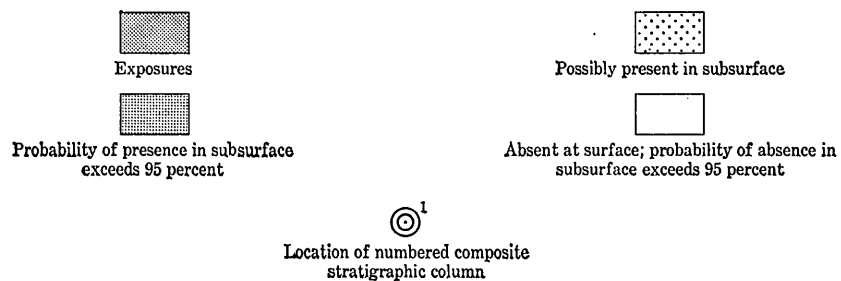 Exposures
Possibly present in subsurface
Probability of presence in subsurface
exceeds 95 percent
Absent at surface; probability of absence in
subsurface exceeds 95 percent
1
Location of numbered composite
stratigraphic column